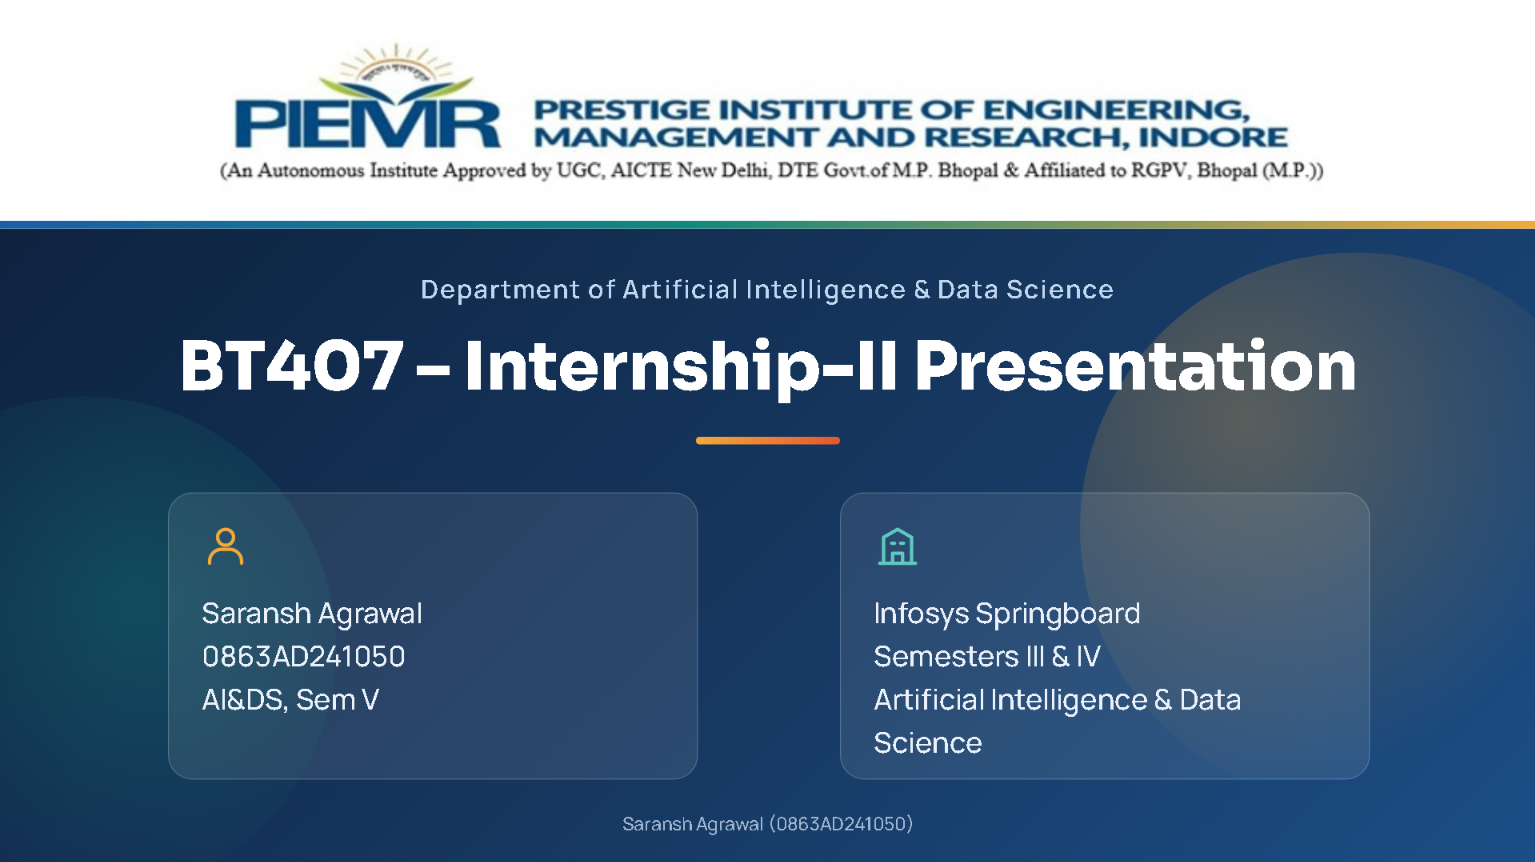 PIEMR
PRESTIGE INSTITUTE OF ENGINEERING,
MANAGEMENT AND RESEARCH, INDORE
(An Autonomous Institute Approved by UGC, AICTE New Delhi, DTE Govt.of M.P. Bhopal & Affiliated to RGPV, Bhopal (M.P.))
Department of Artificial Intelligence & Data Science
BT407 – Internship–II Presentation
Saransh Agrawal
0863AD241050
AI&DS, Sem V
Infosys Springboard
Semesters III & IV
Artificial Intelligence & Data
Science
Saransh Agrawal (0863AD241050)